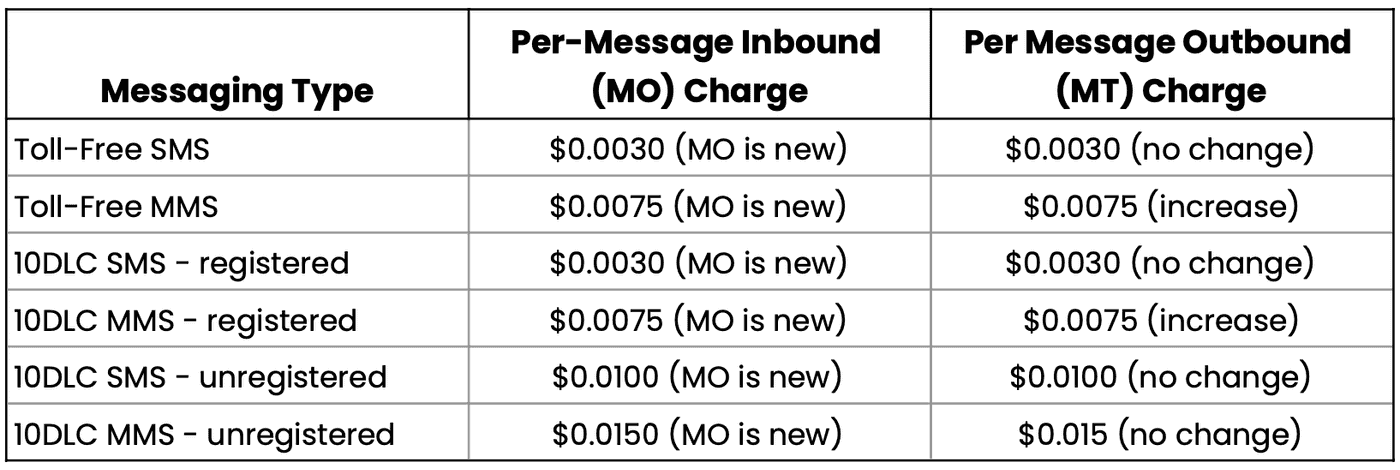 Messaging Type
Per-Message Inbound
(MO) Charge
Per Message Outbound
(MT) Charge
Toll-Free SMS
$0.0030 (MO is new)
$0.0030 (no change)
Toll-Free MMS
$0.0075 (MO is new)
$0.0075 (increase)
10DLC SMS - registered
$0.0030 (MO is new)
$0.0030 (no change)
10DLC MMS - registered
$0.0075 (MO is new)
$0.0075 (increase)
10DLC SMS - unregistered
$0.0100 (MO is new)
$0.0100 (no change)
10DLC MMS - unregistered
$0.0150 (MO is new)
$0.015 (no change)